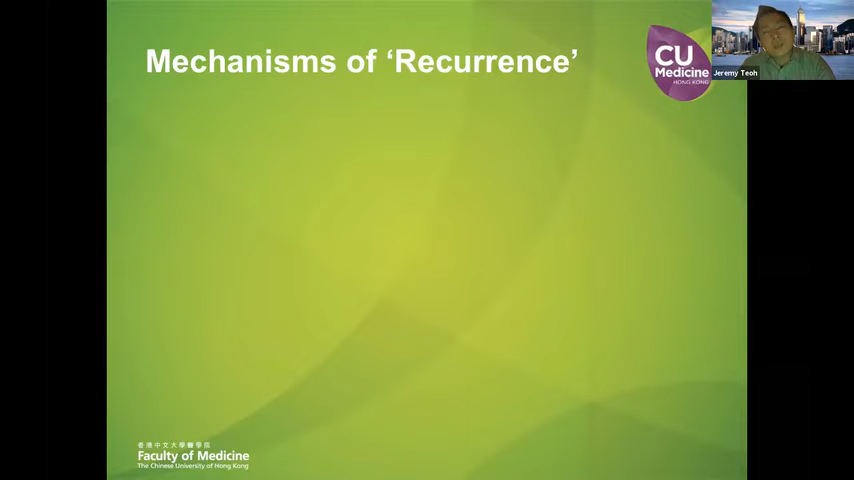 Mechanisms of ‘Recurrence’
CU
Medicine
HONG KONG
Jeremy Teoh
香港中文大學醫學院
Faculty of Medicine
The Chinese University of Hong Kong